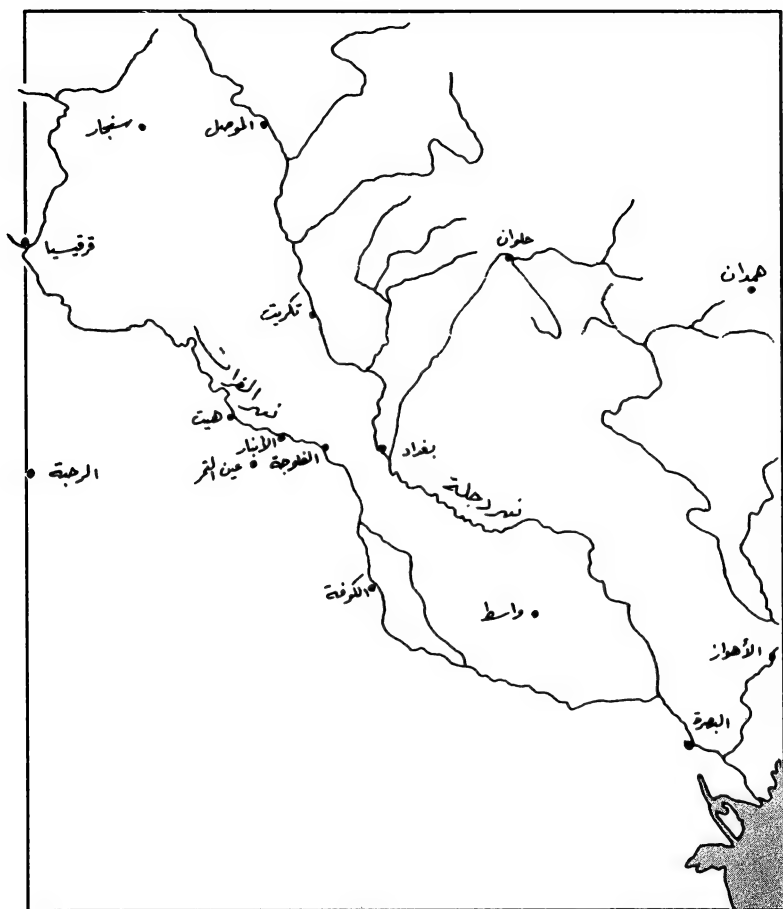 الموصل
سنجار
قرقيسيا
حلوان
همدان
تكريت
نهر الفرات
هيت
الأنبار
الفلوجة
عين التمر
بغداد
الرحبة
نهر دجلة
الكوفة
واسط
الأهواز
البصرة